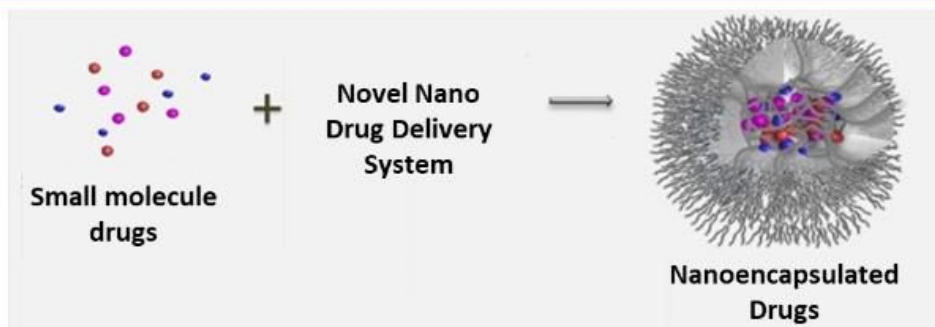 Small molecule
drugs
+
Novel Nano
Drug Delivery
System
Nanoencapsulated
Drugs